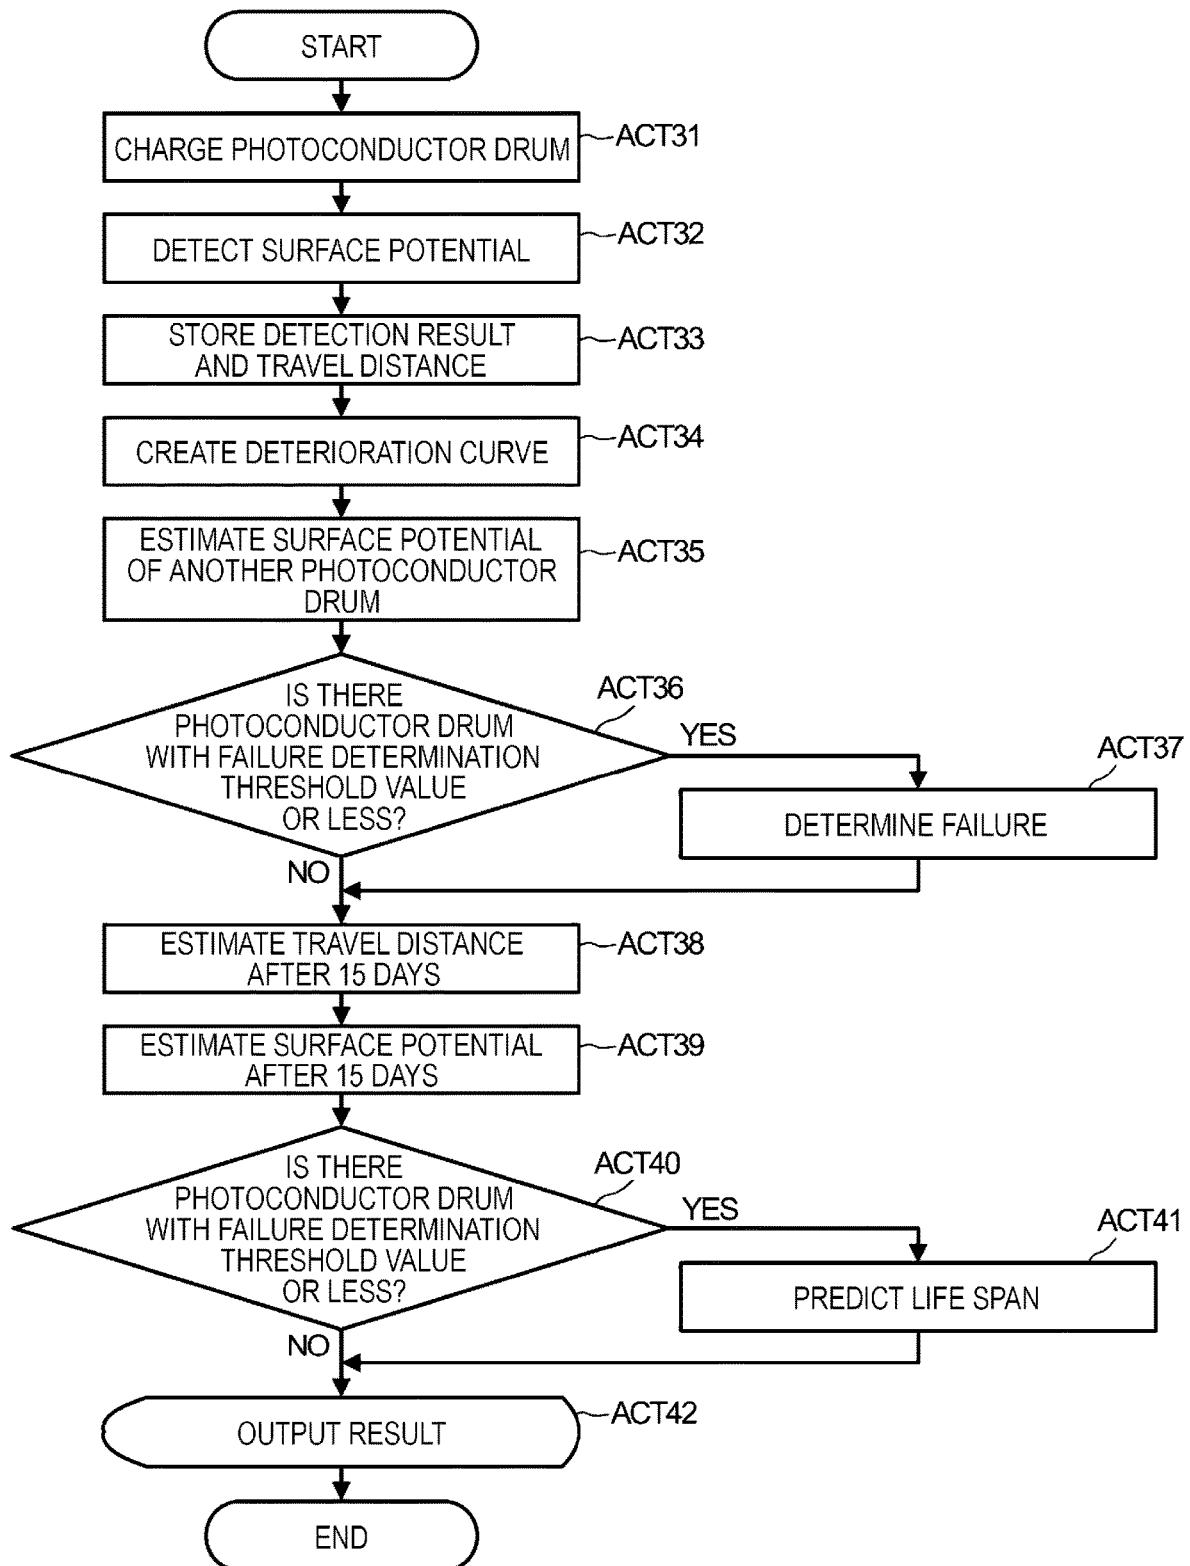 START
CHARGE PHOTOCONDUCTOR DRUM
ACT31
DETECT SURFACE POTENTIAL
ACT32
STORE DETECTION RESULT
AND TRAVEL DISTANCE
ACT33
CREATE DETERIORATION CURVE
ACT34
ESTIMATE SURFACE POTENTIAL
OF ANOTHER PHOTOCONDUCTOR
DRUM
ACT35
IS THERE
PHOTOCONDUCTOR DRUM
WITH FAILURE DETERMINATION
THRESHOLD VALUE
OR LESS?
ACT36
YES
ACT37
DETERMINE FAILURE
NO
ESTIMATE TRAVEL DISTANCE
AFTER 15 DAYS
ACT38
ESTIMATE SURFACE POTENTIAL
AFTER 15 DAYS
ACT39
IS THERE
PHOTOCONDUCTOR DRUM
WITH FAILURE DETERMINATION
THRESHOLD VALUE
OR LESS?
ACT40
YES
ACT41
PREDICT LIFE SPAN
NO
OUTPUT RESULT
ACT42
END